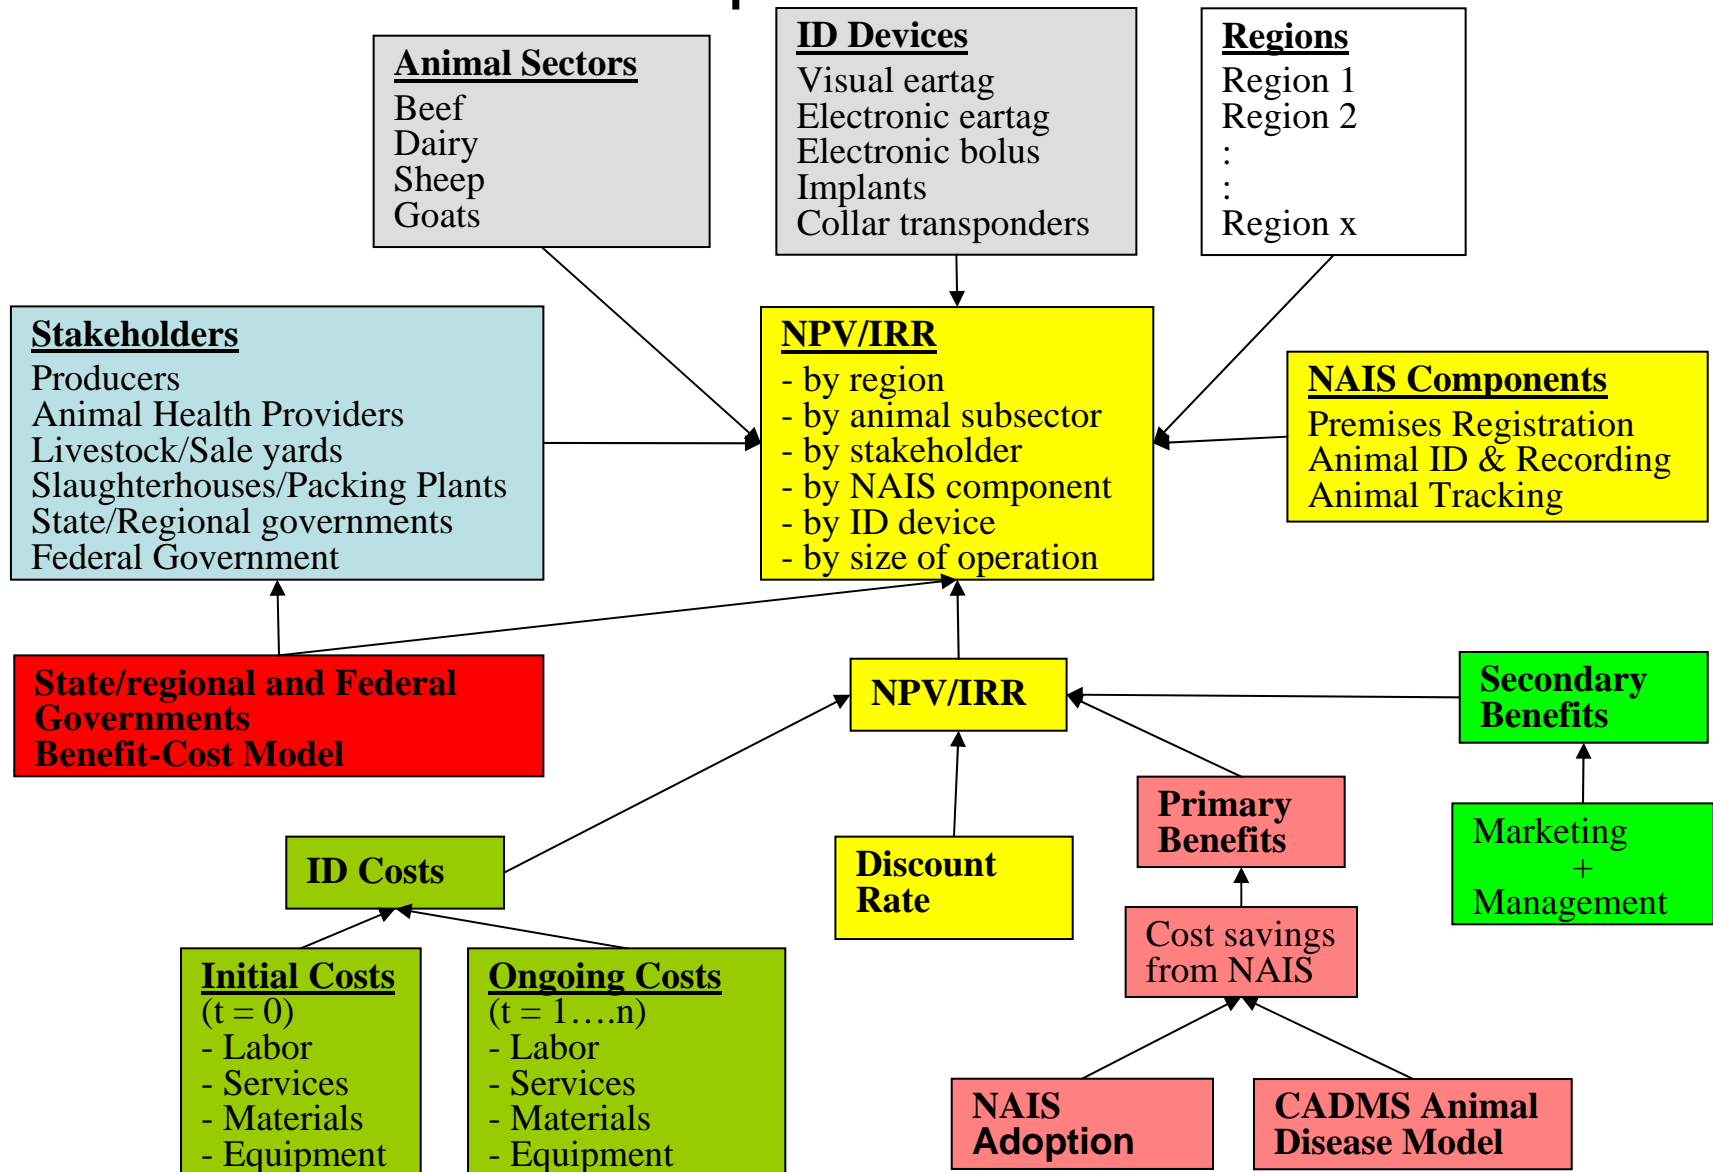 Animal Sectors
Beef
Dairy
Sheep
Goats
ID Devices
Visual eartag
Electronic eartag
Electronic bolus
Implants
Collar transponders
Regions
Region 1
Region 2
:
:
Region x
Stakeholders
Producers
Animal Health Providers
Livestock/Sale yards
Slaughterhouses/Packing Plants
State/Regional governments
Federal Government
NPV/IRR
- by region
- by animal subsector
- by stakeholder
- by NAIS component
- by ID device
- by size of operation
NAIS Components
Premises Registration
Animal ID & Recording
Animal Tracking
State/regional and Federal
Governments
Benefit-Cost Model
NPV/IRR
Secondary
Benefits
Primary
Benefits
Marketing
+
Management
ID Costs
Discount
Rate
Cost savings
from NAIS
Initial Costs
(t = 0)
- Labor
- Services
- Materials
- Equipment
Ongoing Costs
(t = 1….n)
- Labor
- Services
- Materials
- Equipment
NAIS
Adoption
CADMS Animal
Disease Model